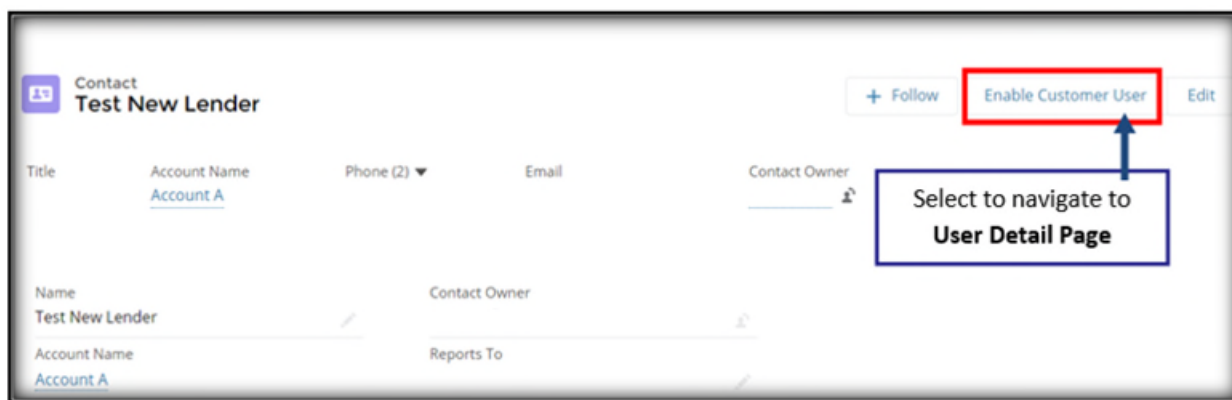 Contact
Test New Lender
+ Follow
Enable Customer User
Edit
Title
Account Name
Phone (2)
Email
Contact Owner
Account A
Select to navigate to
User Detail Page
Name
Contact Owner
Test New Lender
Account Name
Reports To
Account A